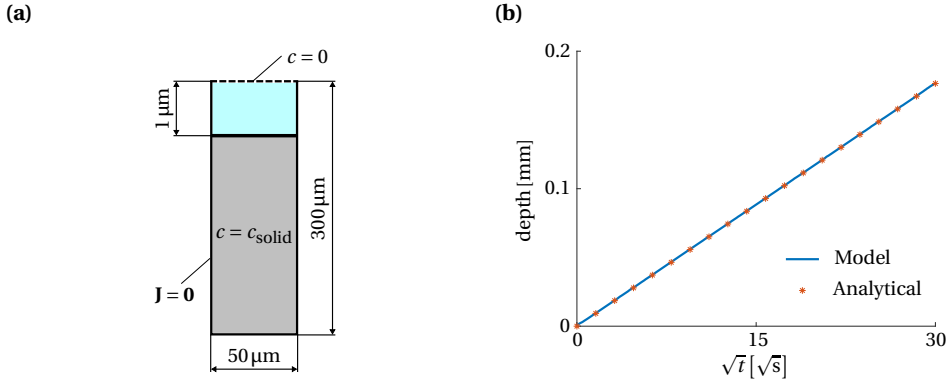 (a)
c = 0
1 μm
300 μm
c = c_solid
J = 0
50 μm
(b)
0.2
0.1
0
depth [mm]
Model
Analytical
0
15
30
√t [√s]